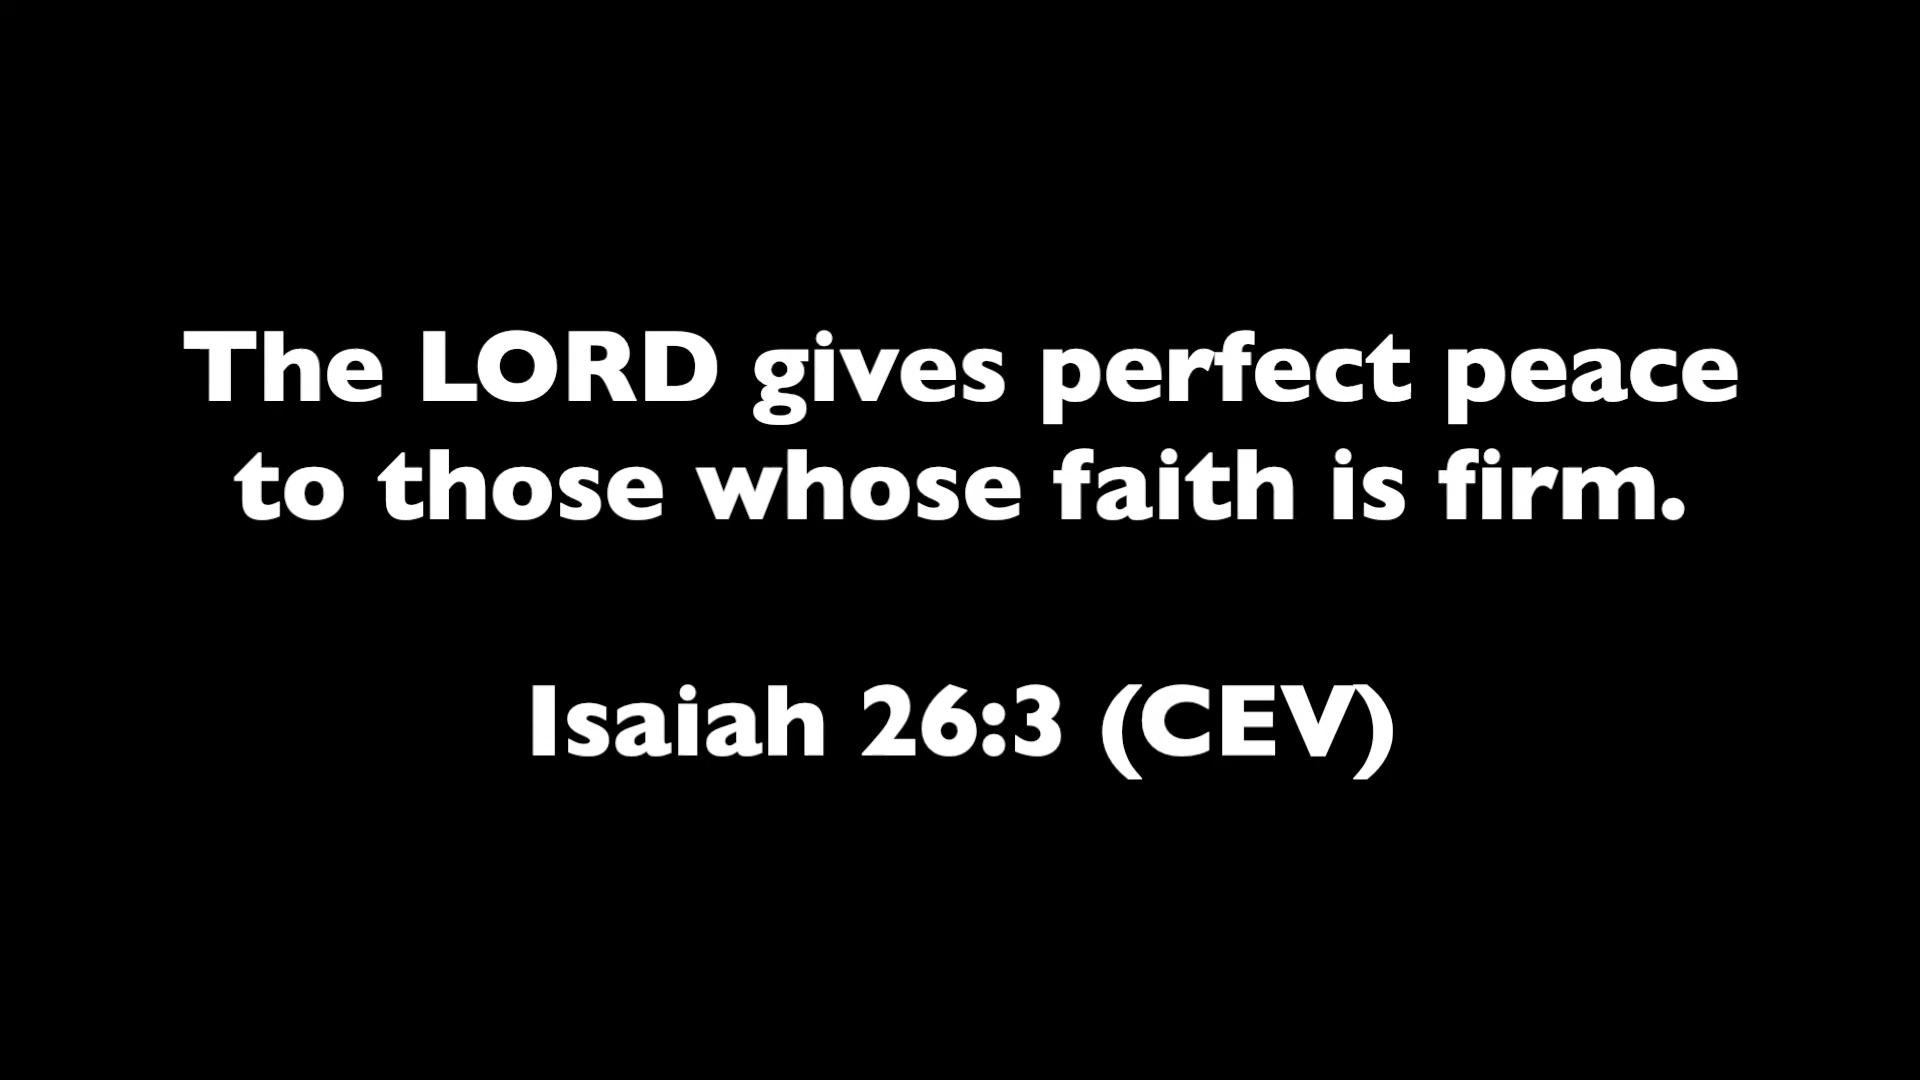 The LORD gives perfect peace
to those whose faith is firm.
Isaiah 26:3 (CEV)